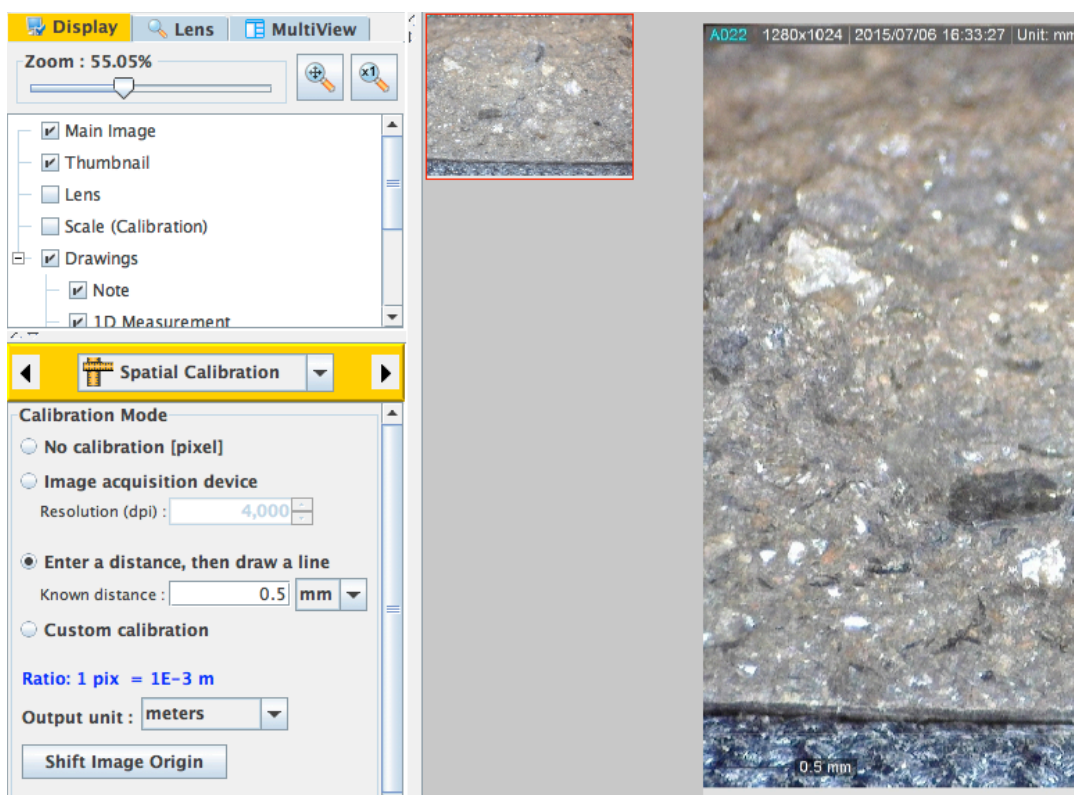 Display Lens MultiView
Zoom : 55.05%
x1
Main Image
Thumbnail
Lens
Scale (Calibration)
Drawings
Note
1D Measurement
Spatial Calibration
Calibration Mode
No calibration [pixel]
Image acquisition device
Resolution (dpi) : 4,000
Enter a distance, then draw a line
Known distance : 0.5 mm
Custom calibration
Ratio: 1 pix = 1E-3 m
Output unit : meters
Shift Image Origin
A022 1280x1024 2015/07/06 16:33:27 Unit: mm
0.5 mm